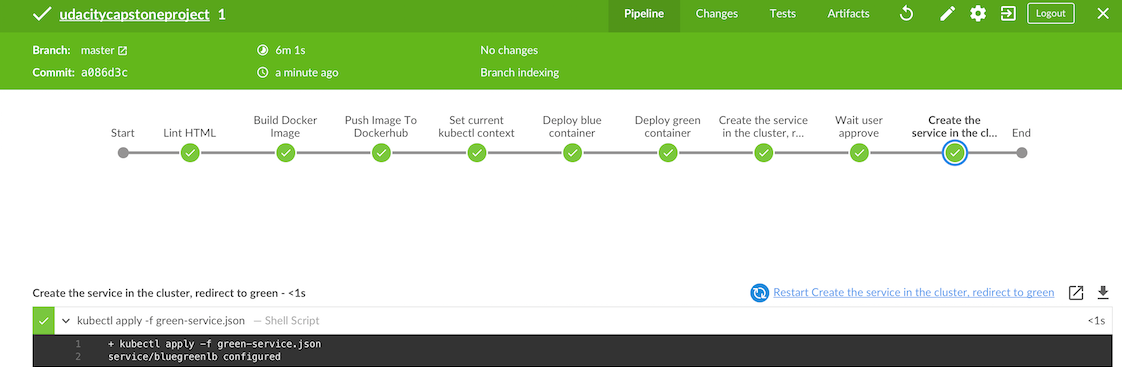 udacitycapstoneproject 1
Pipeline Changes Tests Artifacts Logout
Branch: master 6m 1s No changes
Commit: a086d3c a minute ago Branch indexing
Start
Lint HTML
Build Docker
Image
Push Image To
Dockerhub
Set current
kubectl context
Deploy blue
container
Deploy green
container
Create the service
in the cluster, r...
Wait user
approve
Create the
service in the cl...
End
Create the service in the cluster, redirect to green - <1s
Restart Create the service in the cluster, redirect to green
kubectl apply -f green-service.json — Shell Script <1s
1 + kubectl apply -f green-service.json
2 service/bluegreenlb configured